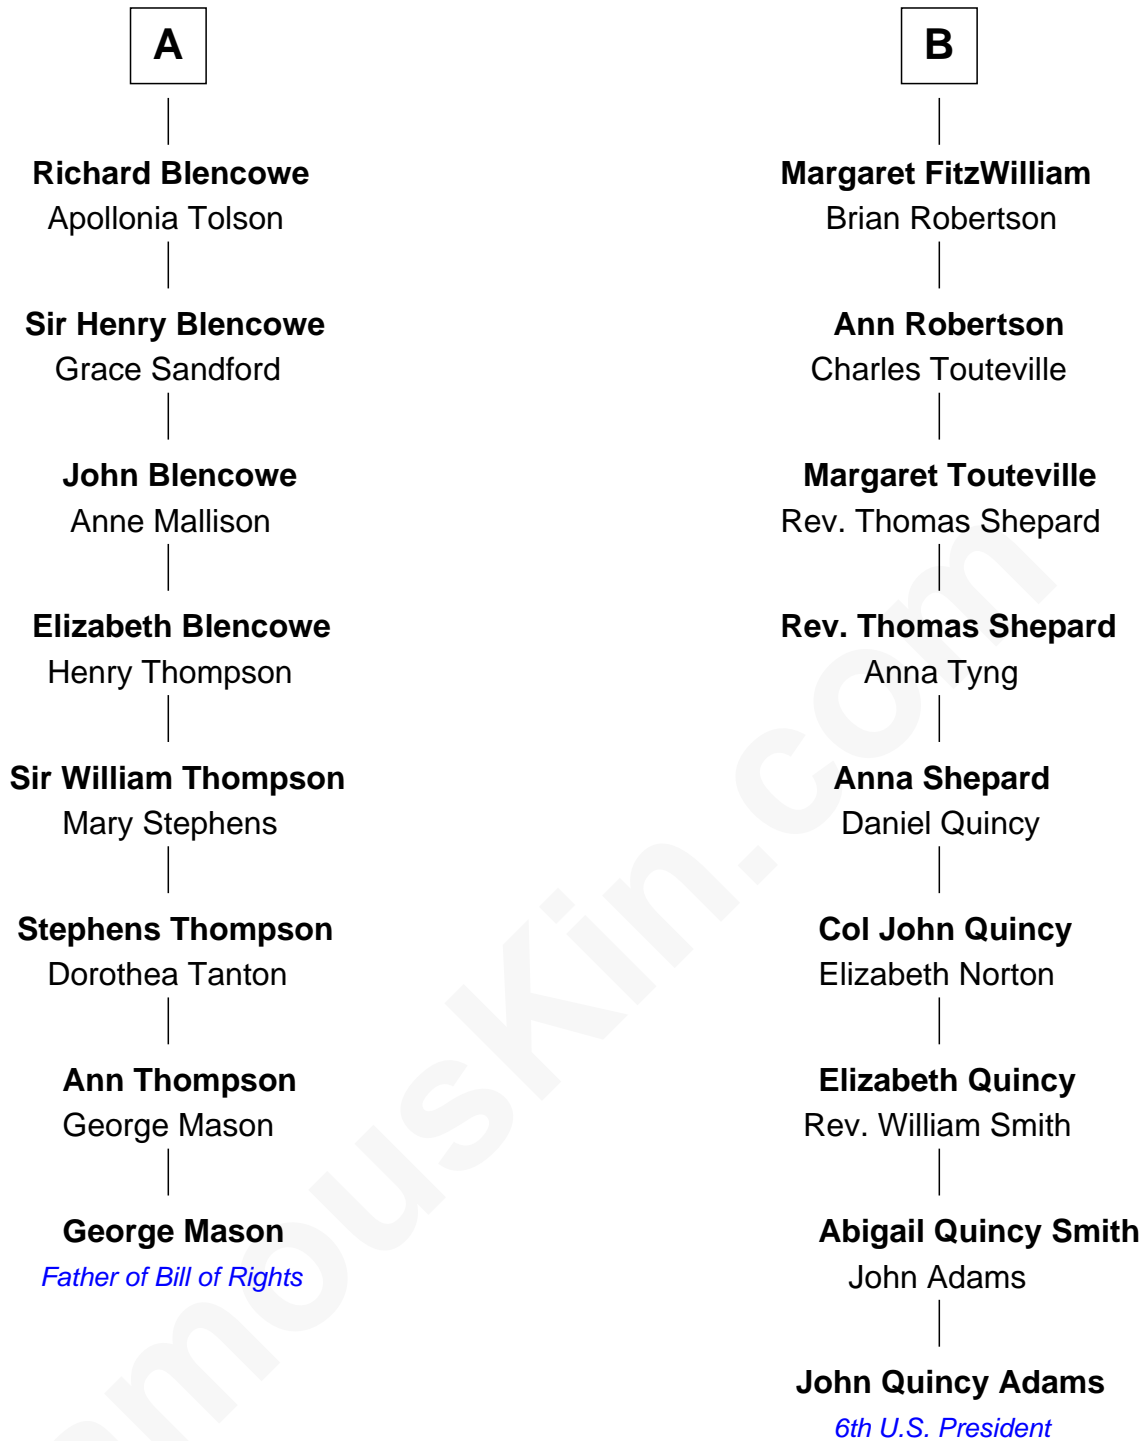 A
Richard Blencowe
Apollonia Tolson
Sir Henry Blencowe
Grace Sandford
John Blencowe
Anne Mallison
Elizabeth Blencowe
Henry Thompson
Sir William Thompson
Mary Stephens
Stephens Thompson
Dorothea Tanton
Ann Thompson
George Mason
George Mason
Father of Bill of Rights
B
Margaret FitzWilliam
Brian Robertson
Ann Robertson
Charles Touteville
Margaret Touteville
Rev. Thomas Shepard
Rev. Thomas Shepard
Anna Tyng
Anna Shepard
Daniel Quincy
Col John Quincy
Elizabeth Norton
Elizabeth Quincy
Rev. William Smith
Abigail Quincy Smith
John Adams
John Quincy Adams
6th U.S. President
amousKin.com